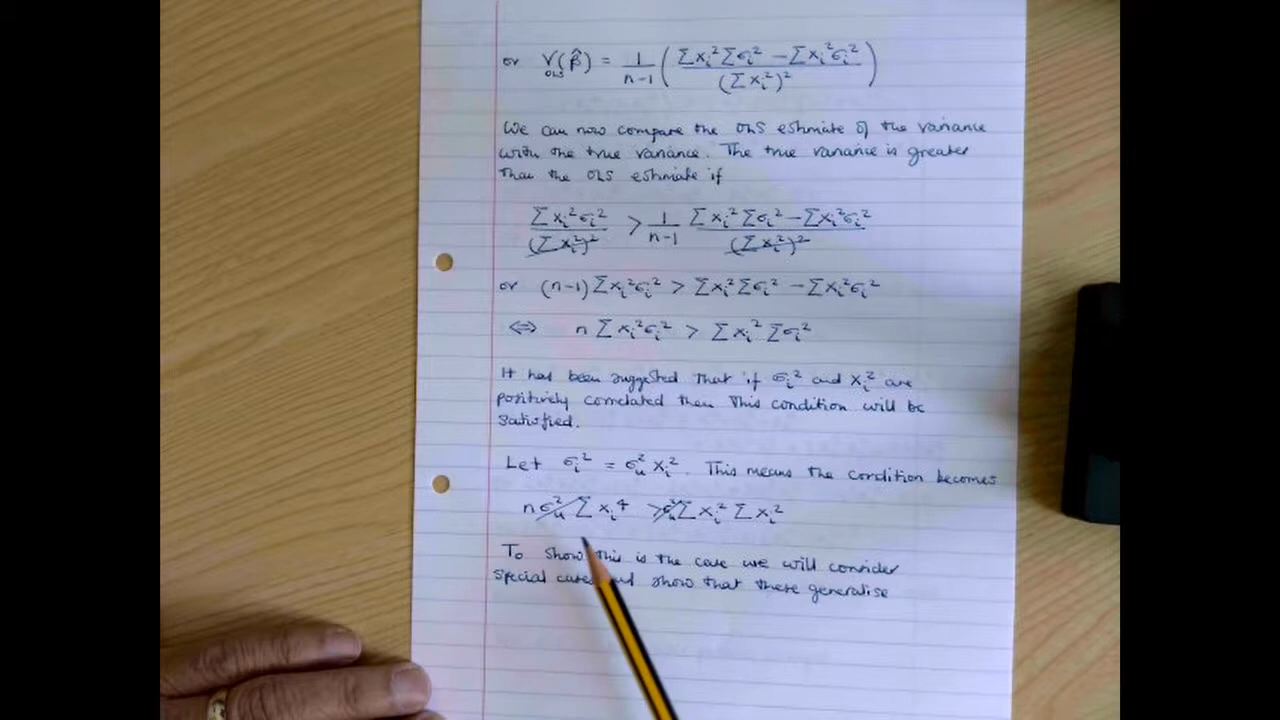 or V(β̂) = 1/(n-1) ( (Σxᵢ²Σσᵢ² - Σxᵢ²σᵢ²) / (Σxᵢ²)² )
OLS
We can now compare the OLS estimate of the variance
with the true variance. The true variance is greater
than the OLS estimate if
Σxᵢ²σᵢ² / (Σxᵢ²)² > 1/(n-1) (Σxᵢ²Σσᵢ² - Σxᵢ²σᵢ²) / (Σxᵢ²)²
or (n-1)Σxᵢ²σᵢ² > Σxᵢ²Σσᵢ² - Σxᵢ²σᵢ²
⇔ nΣxᵢ²σᵢ² > Σxᵢ²Σσᵢ²
It has been suggested that if σᵢ² and xᵢ² are
positively correlated then this condition will be
satisfied.
Let σᵢ² = σᵤ²xᵢ². This means the condition becomes
nσᵤ²Σxᵢ⁴ > σᵤ²Σxᵢ²Σxᵢ²
To show this is the case we will consider
special cases and show that these generalise